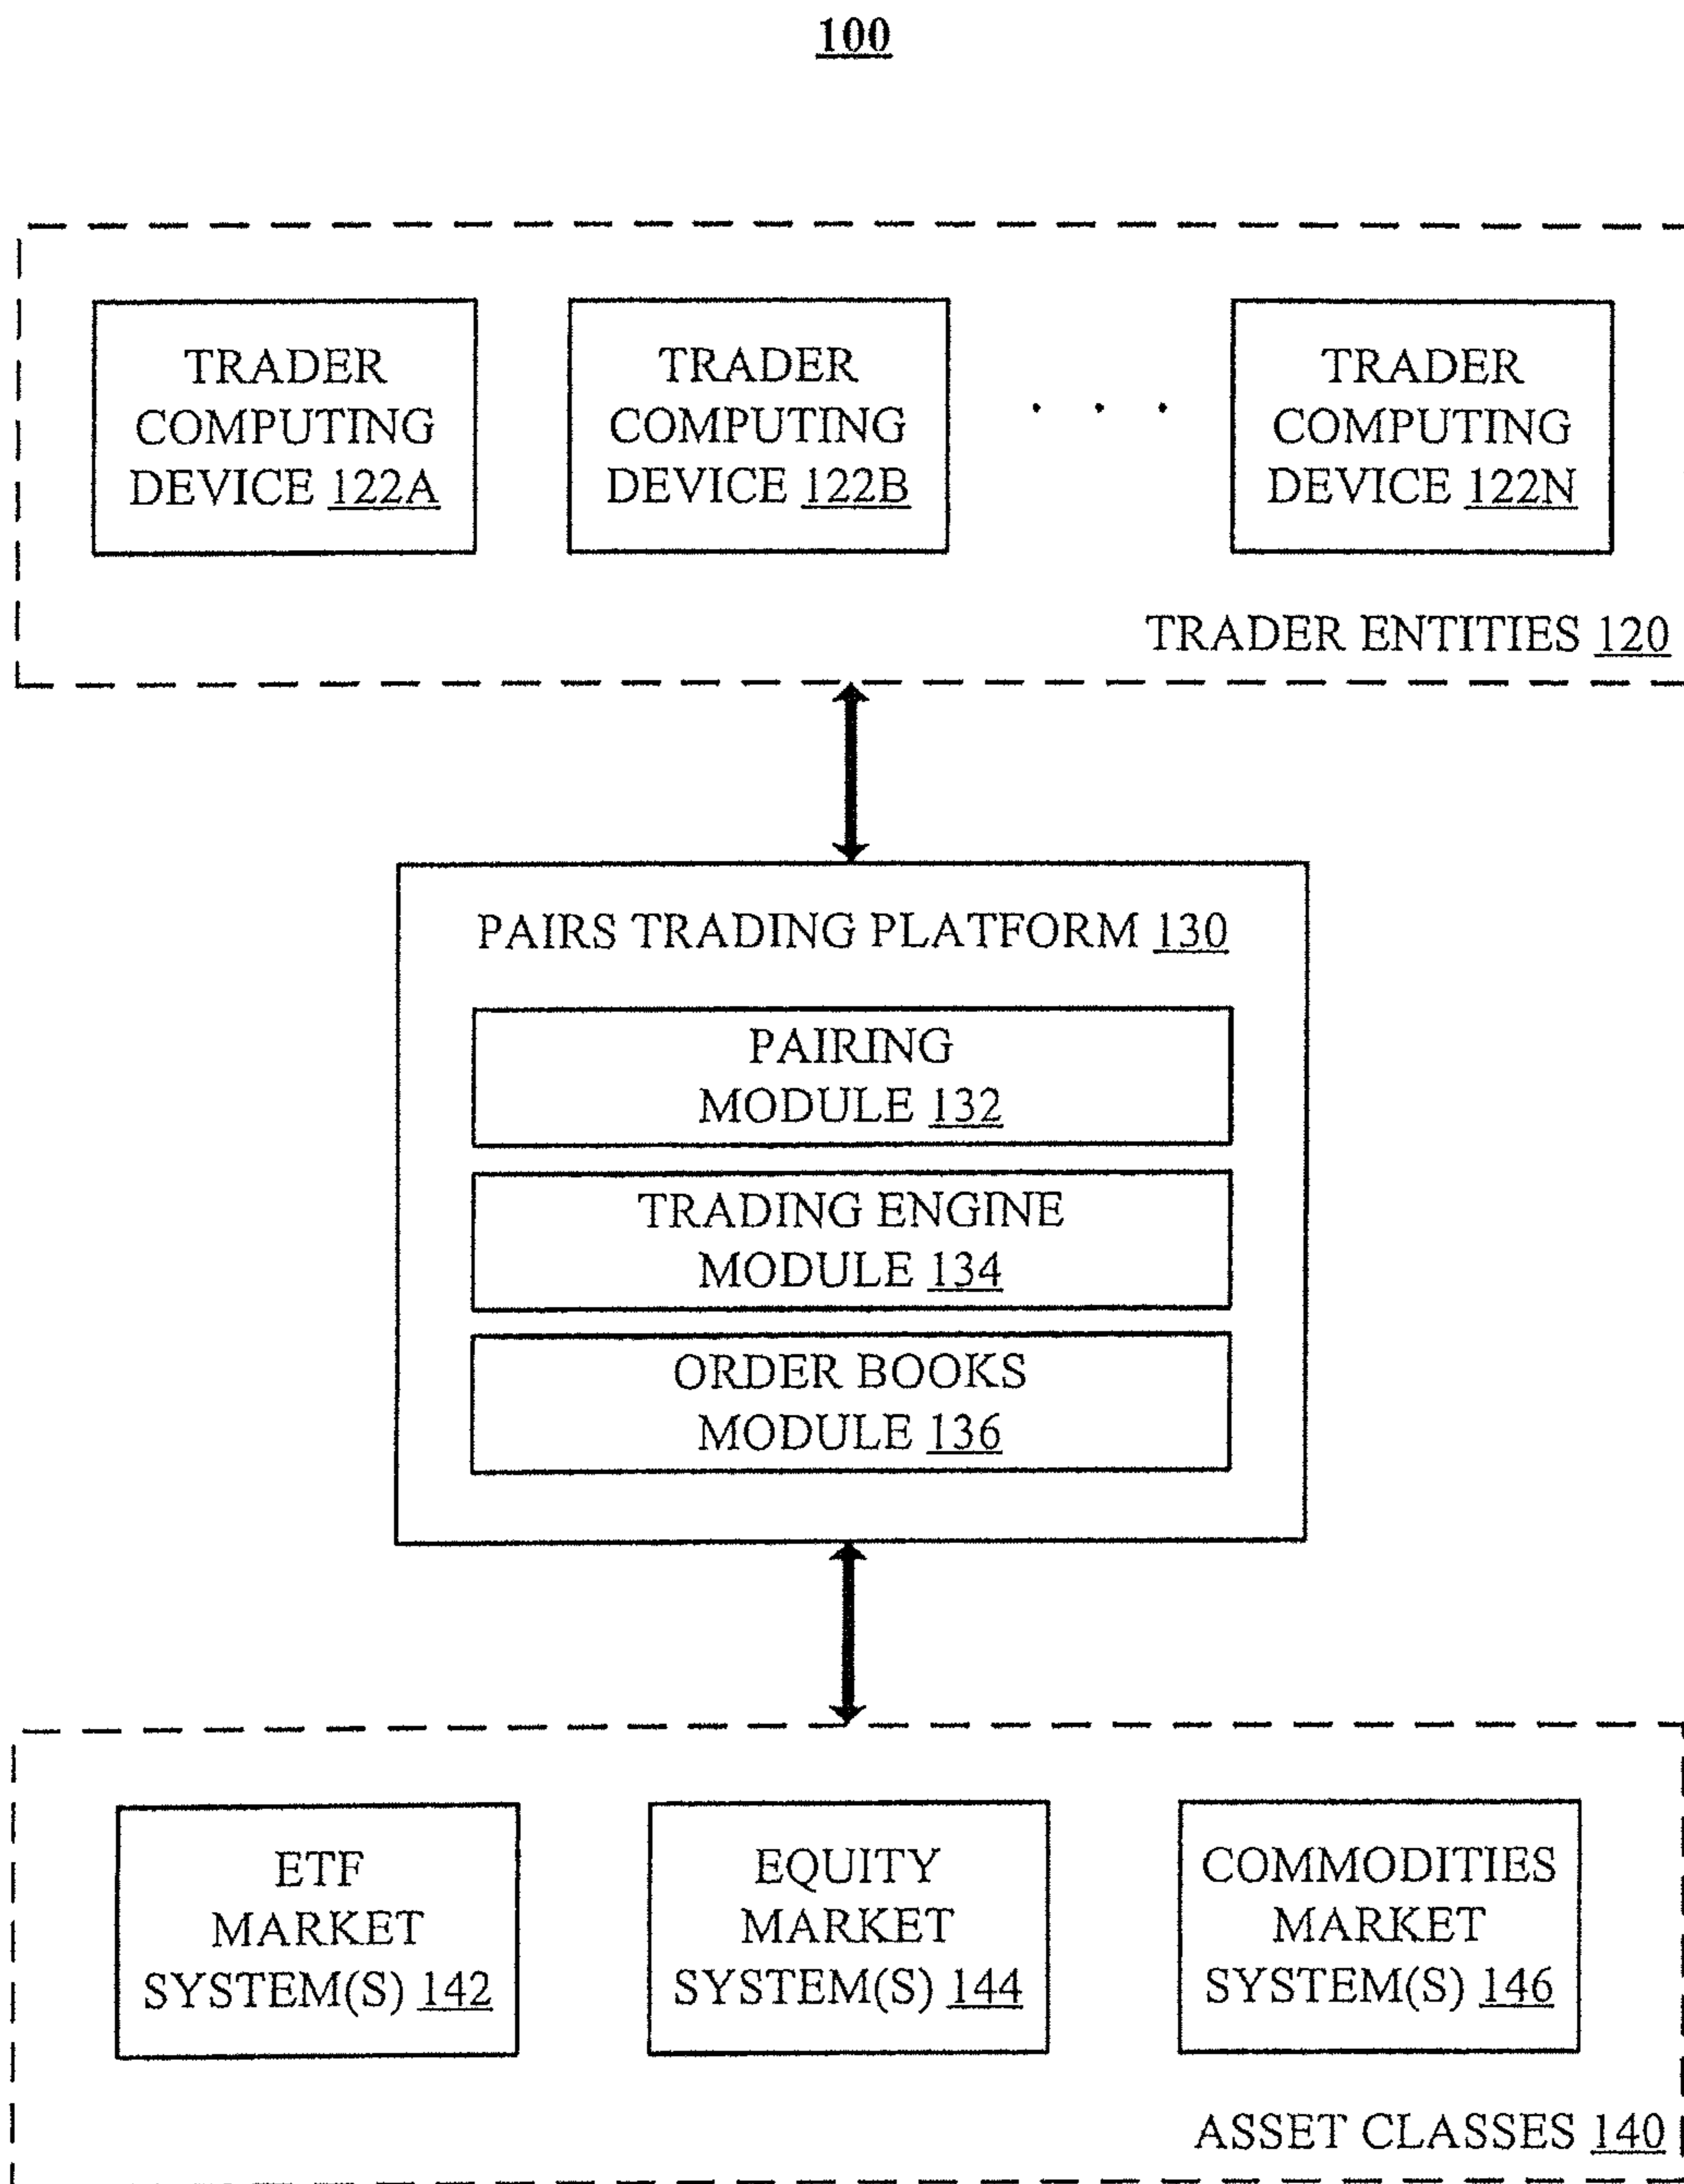 100
TRADER
COMPUTING
DEVICE 122A
TRADER
COMPUTING
DEVICE 122B
TRADER
COMPUTING
DEVICE 122N
TRADER ENTITIES 120
PAIRS TRADING PLATFORM 130
PAIRING
MODULE 132
TRADING ENGINE
MODULE 134
ORDER BOOKS
MODULE 136
ETF
MARKET
SYSTEM(S) 142
EQUITY
MARKET
SYSTEM(S) 144
COMMODITIES
MARKET
SYSTEM(S) 146
ASSET CLASSES 140